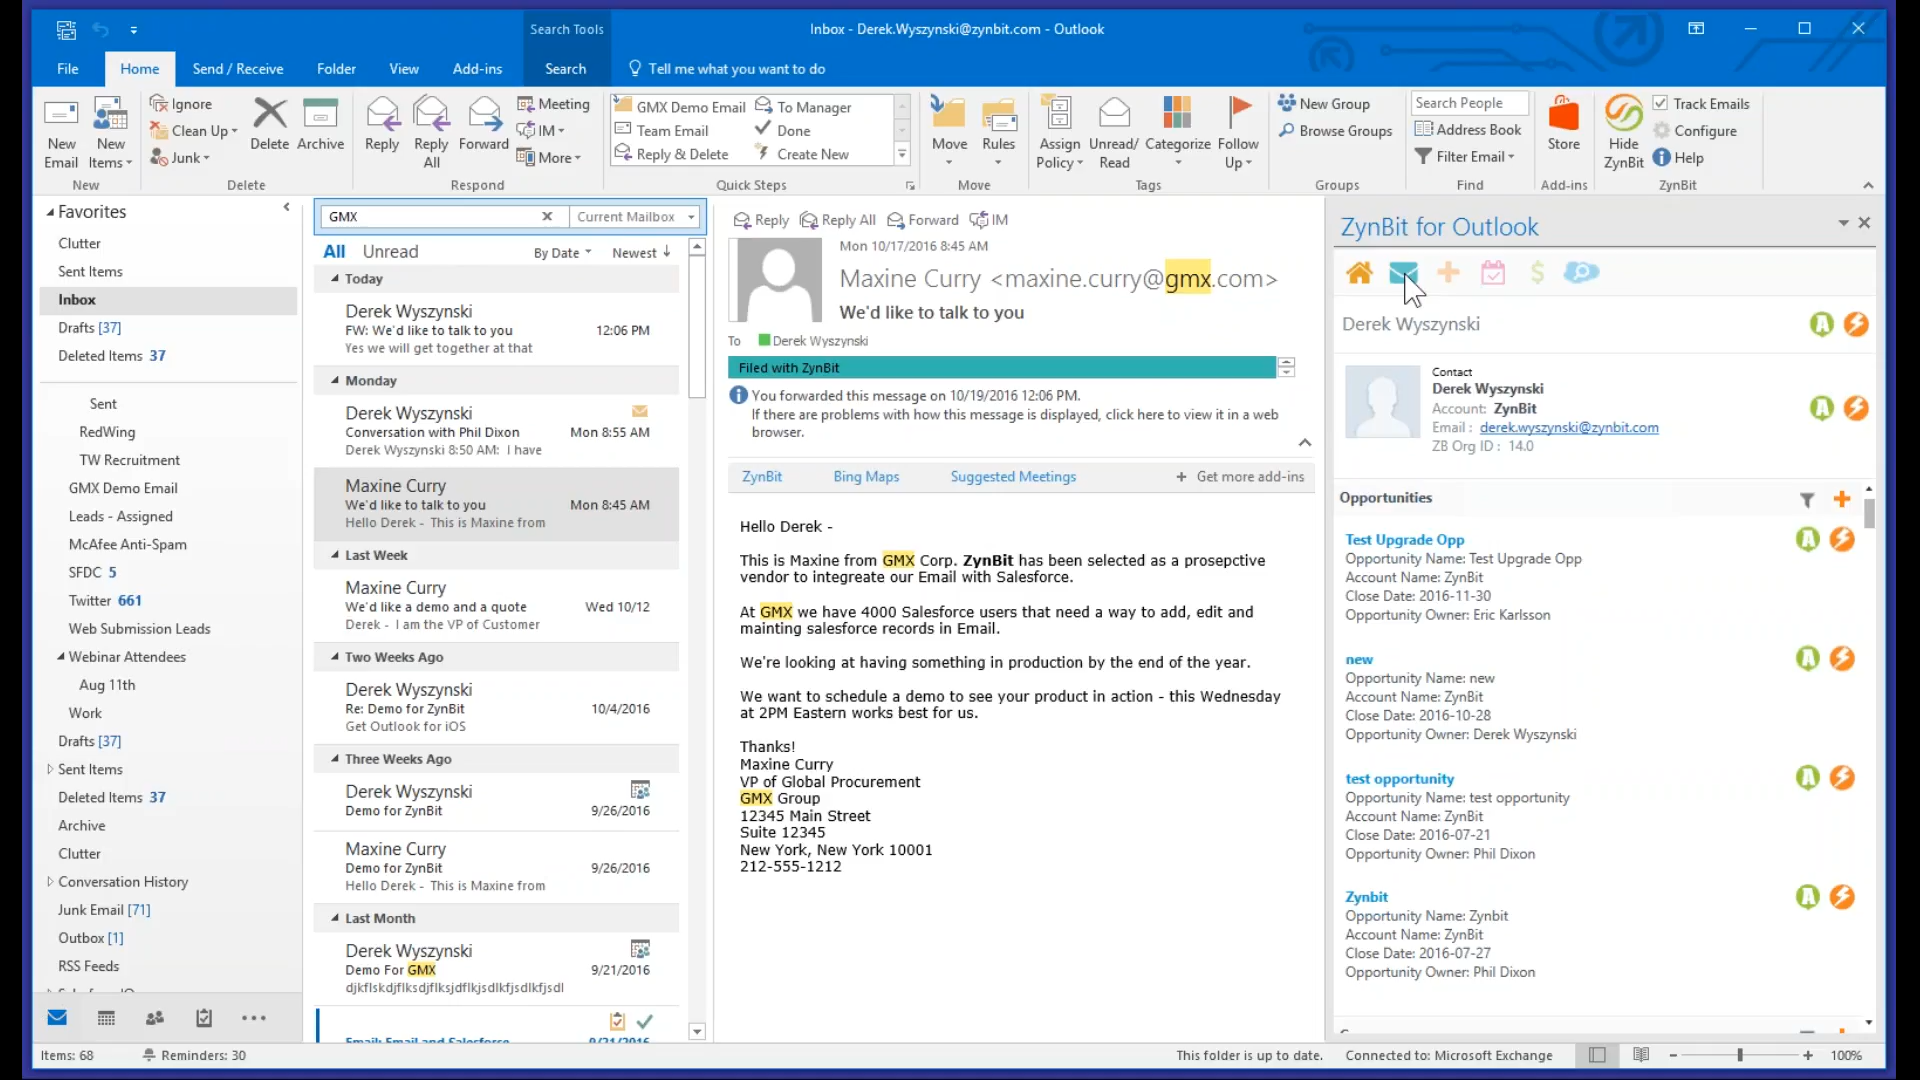 Search Tools
Inbox - Derek.Wyszynski@zynbit.com - Outlook
File
Home
Send / Receive
Folder
View
Add-ins
Search
Tell me what you want to do
New Email
New Items
New
Ignore
Clean Up
Junk
Delete
Archive
Delete
Reply
Reply All
Forward
Meeting
IM
More
Respond
GMX Demo Email
Team Email
Reply & Delete
To Manager
Done
Create New
Quick Steps
Move
Rules
Move
Assign Policy
Unread/ Read
Categorize
Follow Up
Tags
New Group
Browse Groups
Groups
Search People
Address Book
Filter Email
Find
Store
Add-ins
Hide ZynBit
Track Emails
Configure
Help
ZynBit
Favorites
Clutter
Sent Items
Inbox
Drafts [37]
Deleted Items 37
Sent
RedWing
TW Recruitment
GMX Demo Email
Leads - Assigned
McAfee Anti-Spam
SFDC 5
Twitter 661
Web Submission Leads
Webinar Attendees
Aug 11th
Work
Drafts [37]
Sent Items
Deleted Items 37
Archive
Clutter
Conversation History
Junk Email [71]
Outbox [1]
RSS Feeds
GMX
Current Mailbox
All
Unread
By Date
Newest
Today
Derek Wyszynski
FW: We'd like to talk to you 12:06 PM
Yes we will get together at that
Monday
Derek Wyszynski
Conversation with Phil Dixon Mon 8:55 AM
Derek Wyszynski 8:50 AM: I have
Maxine Curry
We'd like to talk to you Mon 8:45 AM
Hello Derek - This is Maxine from
Last Week
Maxine Curry
We'd like a demo and a quote Wed 10/12
Derek - I am the VP of Customer
Two Weeks Ago
Derek Wyszynski
Re: Demo for ZynBit 10/4/2016
Get Outlook for iOS
Three Weeks Ago
Derek Wyszynski
Demo for ZynBit 9/26/2016
Maxine Curry
Demo for ZynBit 9/26/2016
Hello Derek - This is Maxine from
Last Month
Derek Wyszynski
Demo For GMX 9/21/2016
djkflskdjflksdjflksjdflkjsdlkfjsdlkfjsdl
Email: Email and Salesforce 9/21/2016
Reply Reply All Forward IM
Mon 10/17/2016 8:45 AM
Maxine Curry <maxine.curry@gmx.com>
We'd like to talk to you
To Derek Wyszynski
Filed with ZynBit
You forwarded this message on 10/19/2016 12:06 PM.
If there are problems with how this message is displayed, click here to view it in a web
browser.
ZynBit
Bing Maps
Suggested Meetings
+ Get more add-ins
Hello Derek -
This is Maxine from GMX Corp. ZynBit has been selected as a prosepctive
vendor to integreate our Email with Salesforce.
At GMX we have 4000 Salesforce users that need a way to add, edit and
mainting salesforce records in Email.
We're looking at having something in production by the end of the year.
We want to schedule a demo to see your product in action - this Wednesday
at 2PM Eastern works best for us.
Thanks!
Maxine Curry
VP of Global Procurement
GMX Group
12345 Main Street
Suite 12345
New York, New York 10001
212-555-1212
ZynBit for Outlook
Derek Wyszynski
Contact
Derek Wyszynski
Account: ZynBit
Email : derek.wyszynski@zynbit.com
ZB Org ID : 14.0
Opportunities
Test Upgrade Opp
Opportunity Name: Test Upgrade Opp
Account Name: ZynBit
Close Date: 2016-11-30
Opportunity Owner: Eric Karlsson
new
Opportunity Name: new
Account Name: ZynBit
Close Date: 2016-10-28
Opportunity Owner: Derek Wyszynski
test opportunity
Opportunity Name: test opportunity
Account Name: ZynBit
Close Date: 2016-07-21
Opportunity Owner: Phil Dixon
Zynbit
Opportunity Name: Zynbit
Account Name: ZynBit
Close Date: 2016-07-27
Opportunity Owner: Phil Dixon
Items: 68
Reminders: 30
This folder is up to date.
Connected to: Microsoft Exchange
100%